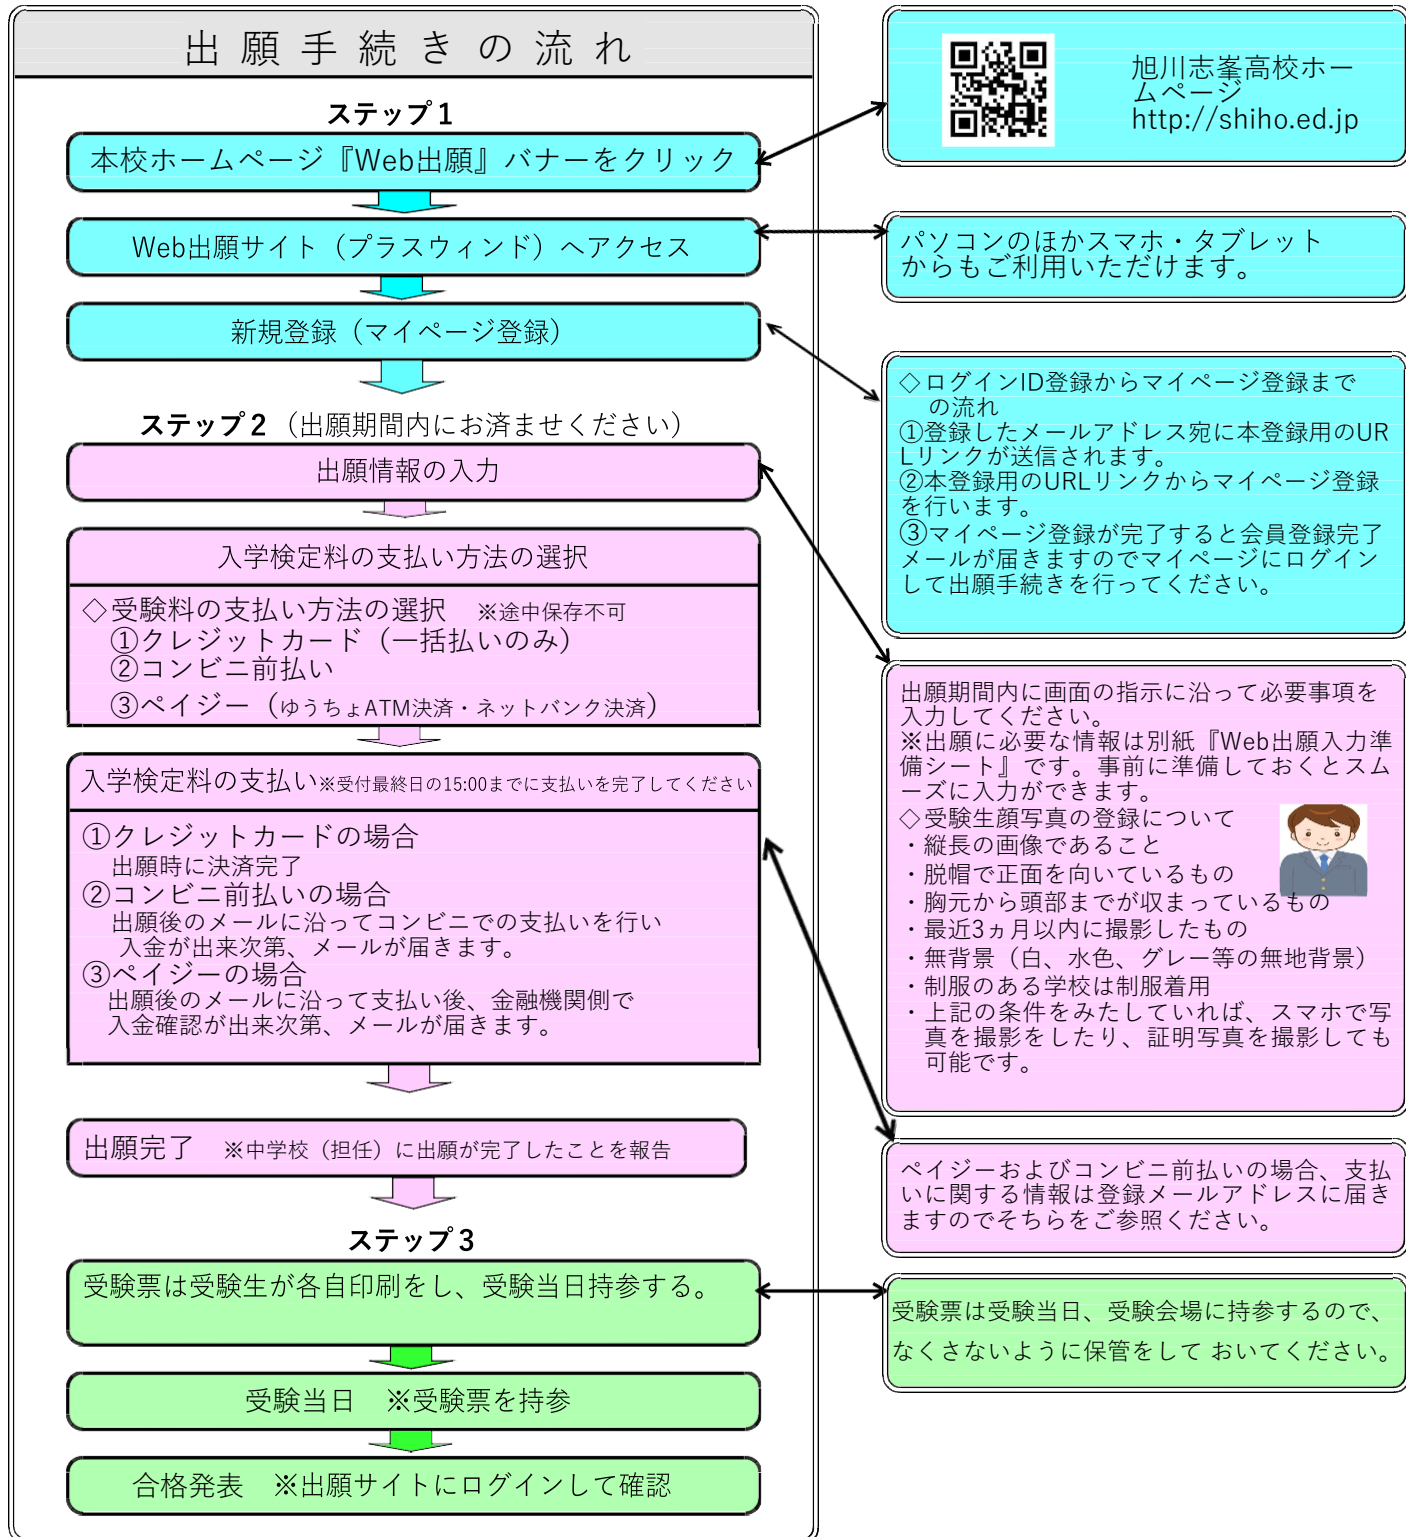 出願手続きの流れ
ステップ１
本校ホームページ『Web出願』バナーをクリック
Web出願サイト（プラスウィンド）へアクセス
新規登録（マイページ登録）
ステップ２（出願期間内にお済ませください）
出願情報の入力
入学検定料の支払い方法の選択
◇受験料の支払い方法の選択　※途中保存不可
①クレジットカード（一括払いのみ）
②コンビニ前払い
③ペイジー（ゆうちょATM決済・ネットバンク決済）
入学検定料の支払い※受付最終日の15:00までに支払いを完了してください
①クレジットカードの場合
出願時に決済完了
②コンビニ前払いの場合
出願後のメールに沿ってコンビニでの支払いを行い
入金が出来次第、メールが届きます。
③ペイジーの場合
出願後のメールに沿って支払い後、金融機関側で
入金確認が出来次第、メールが届きます。
出願完了　※中学校（担任）に出願が完了したことを報告
ステップ３
受験票は受験生が各自印刷をし、受験当日持参する。
受験当日　※受験票を持参
合格発表　※出願サイトにログインして確認
旭川志峯高校ホー
ムページ
http://shiho.ed.jp
パソコンのほかスマホ・タブレット
からもご利用いただけます。
◇ログインID登録からマイページ登録まで
の流れ
①登録したメールアドレス宛に本登録用のUR
Lリンクが送信されます。
②本登録用のURLリンクからマイページ登録
を行います。
③マイページ登録が完了すると会員登録完了
メールが届きますのでマイページにログイン
して出願手続きを行ってください。
出願期間内に画面の指示に沿って必要事項を
入力してください。
※出願に必要な情報は別紙『Web出願入力準
備シート』です。事前に準備しておくとスム
ーズに入力ができます。
◇受験生顔写真の登録について
・縦長の画像であること
・脱帽で正面を向いているもの
・胸元から頭部までが収まっているもの
・最近3ヵ月以内に撮影したもの
・無背景（白、水色、グレー等の無地背景）
・制服のある学校は制服着用
・上記の条件をみたしていれば、スマホで写
真を撮影をしたり、証明写真を撮影しても
可能です。
ペイジーおよびコンビニ前払いの場合、支払
いに関する情報は登録メールアドレスに届き
ますのでそちらをご参照ください。
受験票は受験当日、受験会場に持参するので、
なくさないように保管をして おいてください。